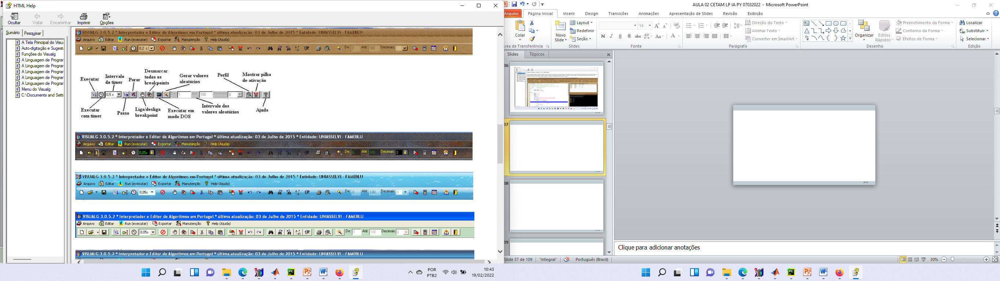 HTML Help
Ocultar Voltar Encaminhar Imprimir Opções
Sumário Pesquisar
A Tela Principal do Visu
Auto-digitação e Sugest
Funções do Visualg
A Linguagem de Prograr
A Linguagem de Prograr
A Linguagem de Prograr
A Linguagem de Prograr
A Linguagem de Prograr
Menu do Visualg
C:\Documents and Setti
VISUALG 3.0.5.2 * Interpretador e Editor de Algoritmos em Portugol * última atualização: 03 de Julho de 2015 * Entidade: UNIASSELVI - FAMEBLU
Arquivo Editar Run (executar) Exportar Manutenção Help (Ajuda)
0,2 s De: 0 Até: 100 Decimais:
Executar
Intervalo do timer
Parar
Desmarcar todos os breakpoints
Gerar valores aleatórios
Perfil
Mostrar pilha de ativação
0,5 s De: 1 Até: 100 Decimais: 0
Executar com timer
Passo
Liga/desliga breakpoint
Executar em modo DOS
Intervalo dos valores aleatórios
Ajuda
VISUALG 3.0.5.2 * Interpretador e Editor de Algoritmos em Portugol * última atualização: 03 de Julho de 2015 * Entidade: UNIASSELVI - FAMEBLU
Arquivo Editar Run (executar) Exportar Manutenção Help (Ajuda)
0,05s De: 0 Até: 100 Decimais: 0
VISUALG 3.0.5.2 * Interpretador e Editor de Algoritmos em Portugol * última atualização: 03 de Julho de 2015 * Entidade: UNIASSELVI - FAMEBLU
Arquivo Editar Run (executar) Exportar Manutenção Help (Ajuda)
0,05s De: 0 Até: 100 Decimais: 0
VISUALG 3.0.5.2 * Interpretador e Editor de Algoritmos em Portugol * última atualização: 03 de Julho de 2015 * Entidade: UNIASSELVI - FAMEBLU
Arquivo Editar Run (executar) Exportar Manutenção Help (Ajuda)
0,05s De: 0 Até: 100 Decimais: 0
VISUALG 3.0.5.2 * Interpretador e Editor de Algoritmos em Portugol * última atualização: 03 de Julho de 2015 * Entidade: UNIASSELVI - FAMEBLU
POR PTB2
10:43
19/02/2022
AULA 02 CETAM LP IA PY 07032022 - Microsoft PowerPoint
Arquivo Página Inicial Inserir Design Transições Animações Apresentação de Slides Revisão Exibição
Colar
Área de Transferência
Novo Slide
Layout
Redefinir
Seção
Slides
14
N I S S abc AV Aa A
Fonte
Direção do Texto
Alinhar Texto
Converter em SmartArt
Parágrafo
Organizar
Estilos Rápidos
Preenchimento da Forma
Contorno da Forma
Efeitos de Forma
Desenho
Localizar
Substituir
Selecionar
Edição
Slides Tópicos
36
37
38
39
Clique para adicionar anotações
Slide 37 de 109 "Integral" Português (Brasil) 30%